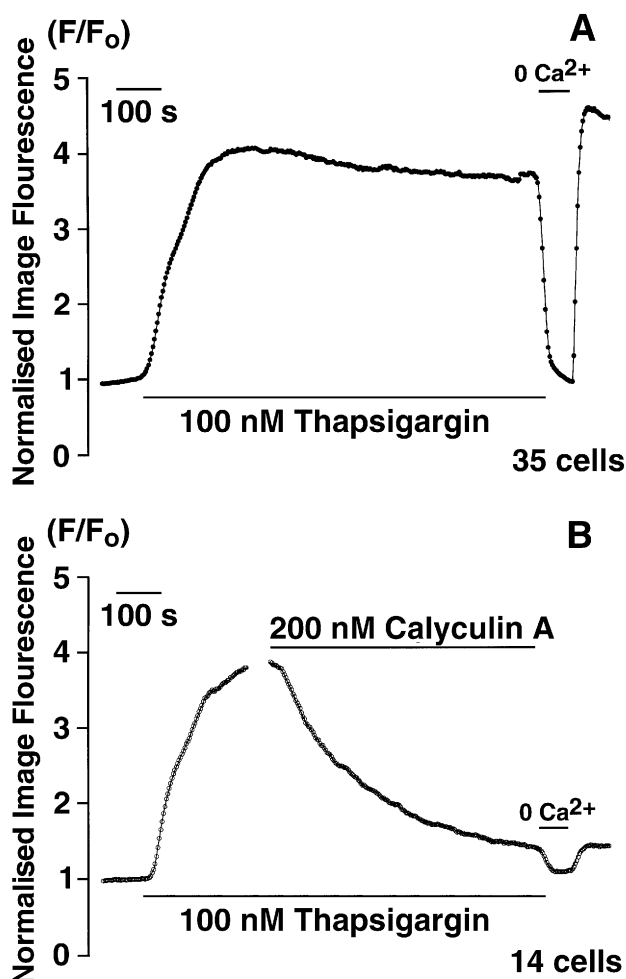 (F/Fo)
A
Normalised Image Flourescence
5
4
3
2
1
0
100 s
0 Ca2+
100 nM Thapsigargin
35 cells
(F/Fo)
B
Normalised Image Flourescence
5
4
3
2
1
0
100 s
200 nM Calyculin A
0 Ca2+
100 nM Thapsigargin
14 cells